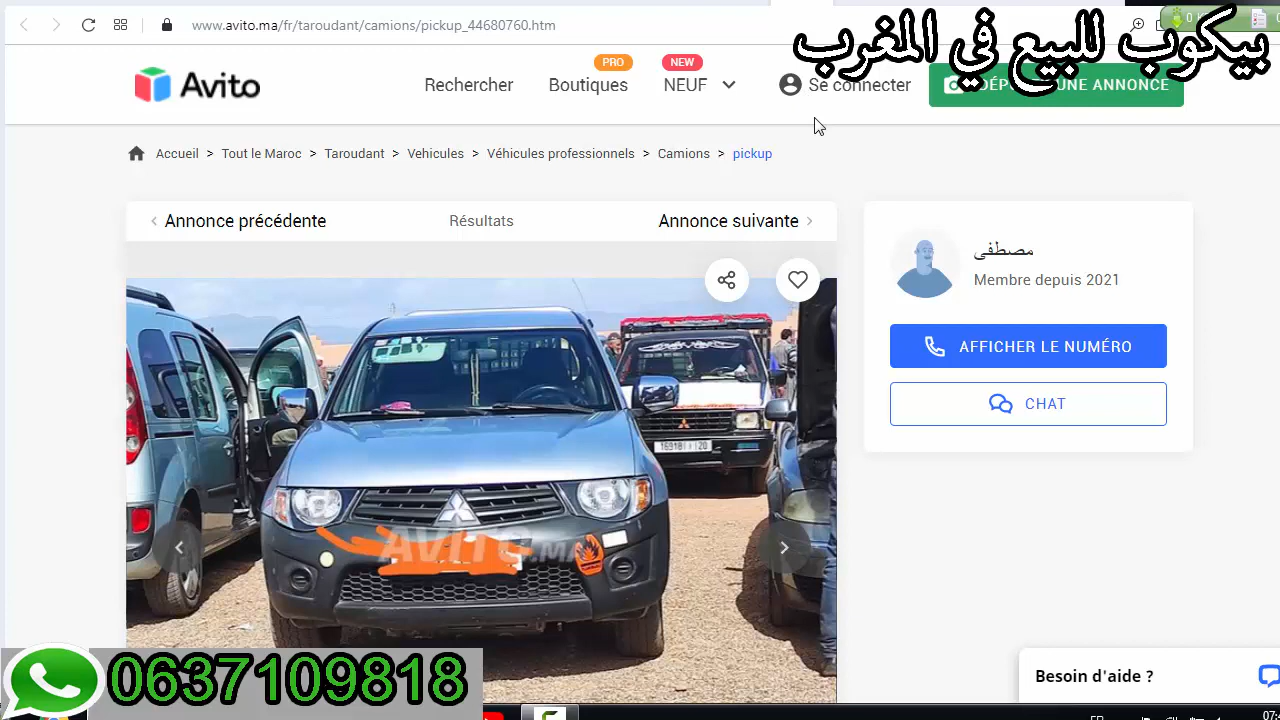 www.avito.ma/fr/taroudant/camions/pickup_44680760.htm
بيكوب للبيع في المغرب
Avito
Rechercher
PRO
Boutiques
NEW
NEUF
Se connecter
UNE ANNONCE
Accueil > Tout le Maroc > Taroudant > Vehicules > Véhicules professionnels > Camions > pickup
Annonce précédente
Résultats
Annonce suivante
مصطفى
Membre depuis 2021
AFFICHER LE NUMÉRO
CHAT
AVITO.MA
0637109818
Besoin d'aide ?